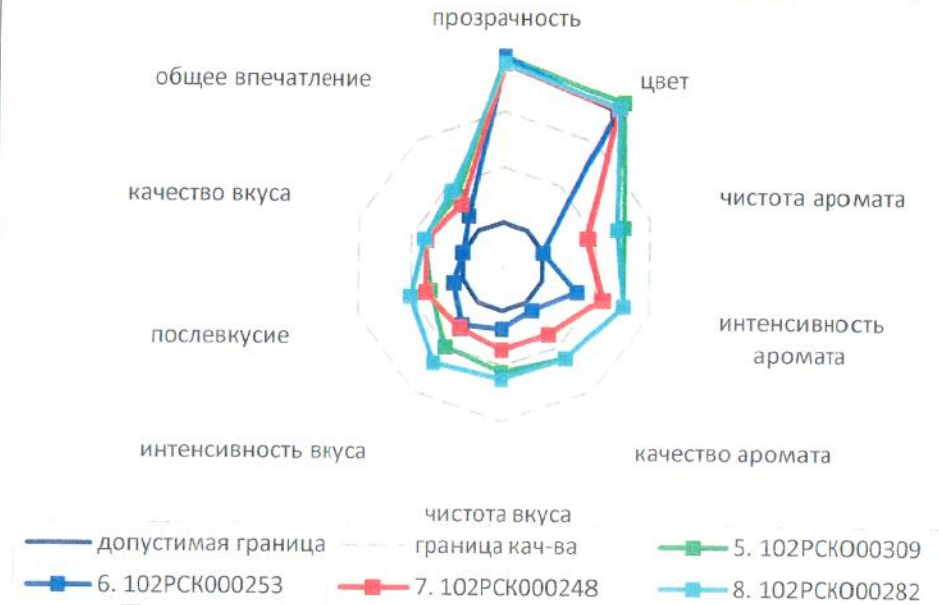 прозрачность
общее впечатление
цвет
качество вкуса
чистота аромата
послевкусие
интенсивность
аромата
интенсивность вкуса
качество аромата
чистота вкуса
допустимая граница
граница кач-ва
5. 102РСКО00309
6. 102РСК000253
7. 102РСК000248
8. 102РСКО00282